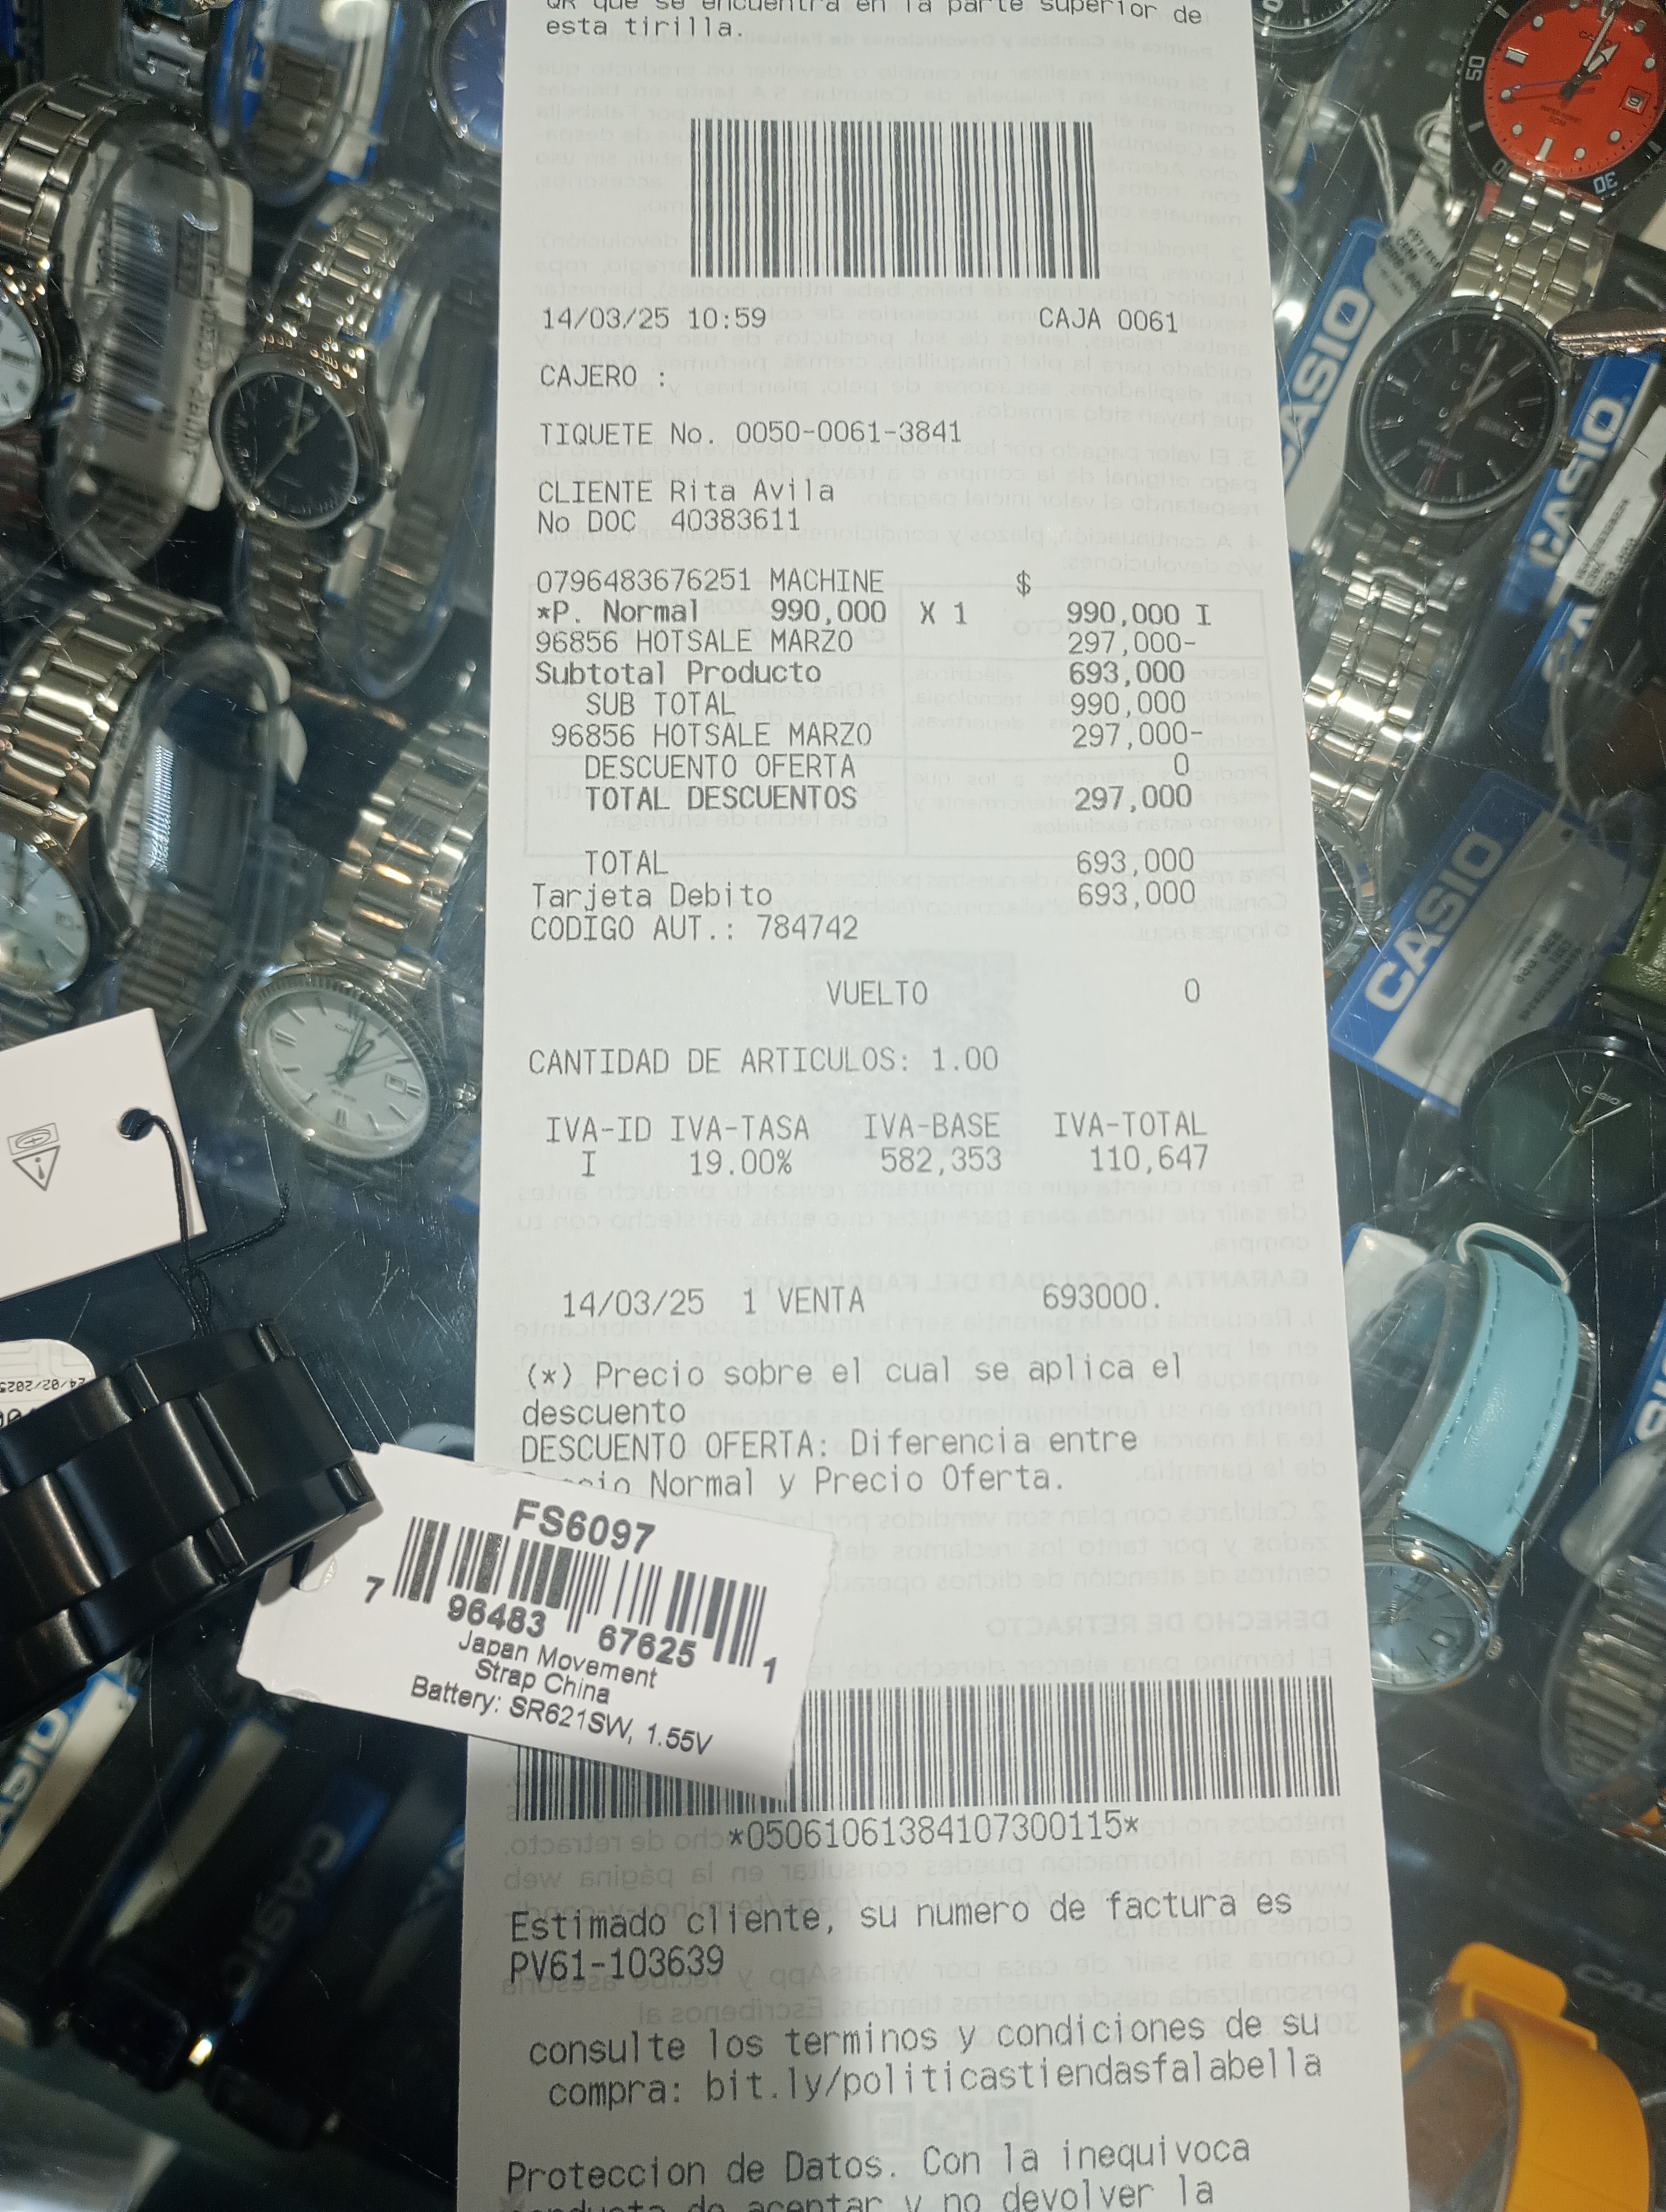 QR que se encuentra en la parte superior de
esta tirilla.
14/03/25 10:59 CAJA 0061
CAJERO :
TIQUETE No. 0050-0061-3841
CLIENTE Rita Avila
No DOC 40383611
0796483676251 MACHINE $
*P. Normal 990,000 X 1 990,000 I
96856 HOTSALE MARZO 297,000-
Subtotal Producto 693,000
SUB TOTAL 990,000
96856 HOTSALE MARZO 297,000-
DESCUENTO OFERTA 0
TOTAL DESCUENTOS 297,000
TOTAL 693,000
Tarjeta Debito 693,000
CODIGO AUT.: 784742
VUELTO 0
CANTIDAD DE ARTICULOS: 1.00
IVA-ID IVA-TASA IVA-BASE IVA-TOTAL
I 19.00% 582,353 110,647
14/03/25 1 VENTA 693000.
(*) Precio sobre el cual se aplica el
descuento
DESCUENTO OFERTA: Diferencia entre
Normal y Precio Oferta.
FS6097
7 96483 67625 1
Japan Movement
Strap China
Battery: SR621SW, 1.55V
*05061061384107300115*
Estimado cliente, su numero de factura es
PV61-103639
consulte los terminos y condiciones de su
compra: bit.ly/politicastiendasfalabella
Proteccion de Datos. Con la inequivoca
conducta de aceptar y no devolver la
CASIO
CASIO
CASIO
CASIO